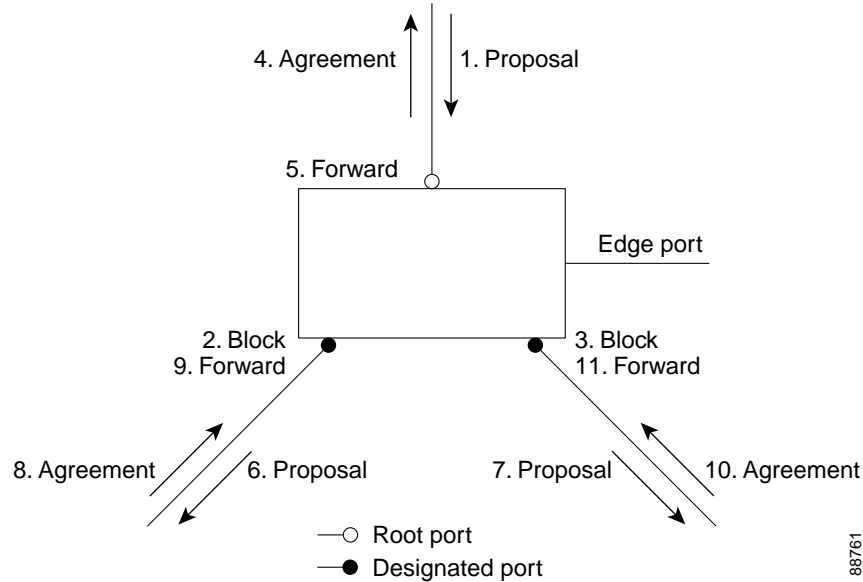 4. Agreement
1. Proposal
5. Forward
Edge port
2. Block
9. Forward
3. Block
11. Forward
8. Agreement
6. Proposal
7. Proposal
10. Agreement
Root port
Designated port
88761